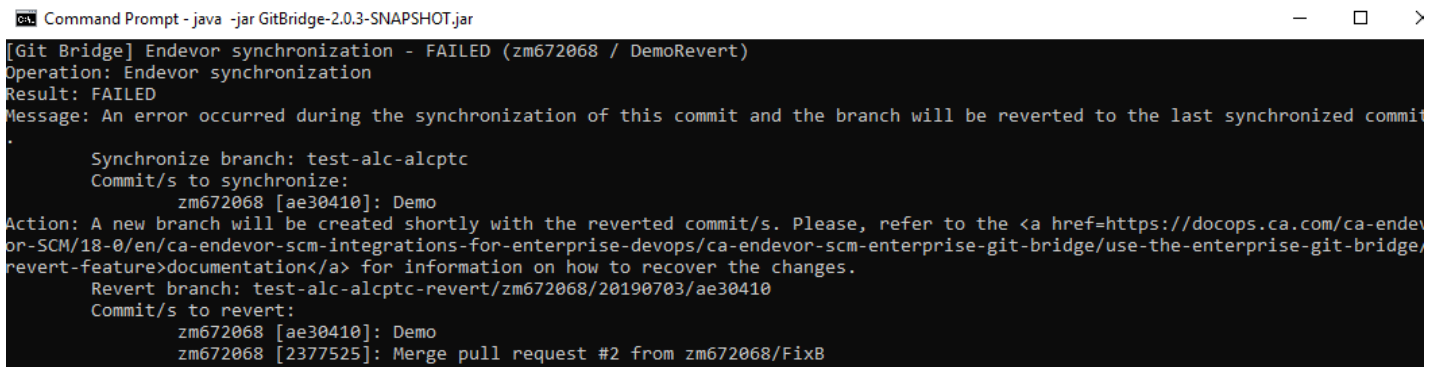 Command Prompt - java -jar GitBridge-2.0.3-SNAPSHOT.jar
[Git Bridge] Endevor synchronization - FAILED (zm672068 / DemoRevert)
Operation: Endevor synchronization
Result: FAILED
Message: An error occurred during the synchronization of this commit and the branch will be reverted to the last synchronized commit
.
Synchronize branch: test-alc-alcptc
Commit/s to synchronize:
zm672068 [ae30410]: Demo
Action: A new branch will be created shortly with the reverted commit/s. Please, refer to the <a href=https://docops.ca.com/ca-endev
or-SCM/18-0/en/ca-endevor-scm-integrations-for-enterprise-devops/ca-endevor-scm-enterprise-git-bridge/use-the-enterprise-git-bridge/
revert-feature>documentation</a> for information on how to recover the changes.
Revert branch: test-alc-alcptc-revert/zm672068/20190703/ae30410
Commit/s to revert:
zm672068 [ae30410]: Demo
zm672068 [2377525]: Merge pull request #2 from zm672068/FixB